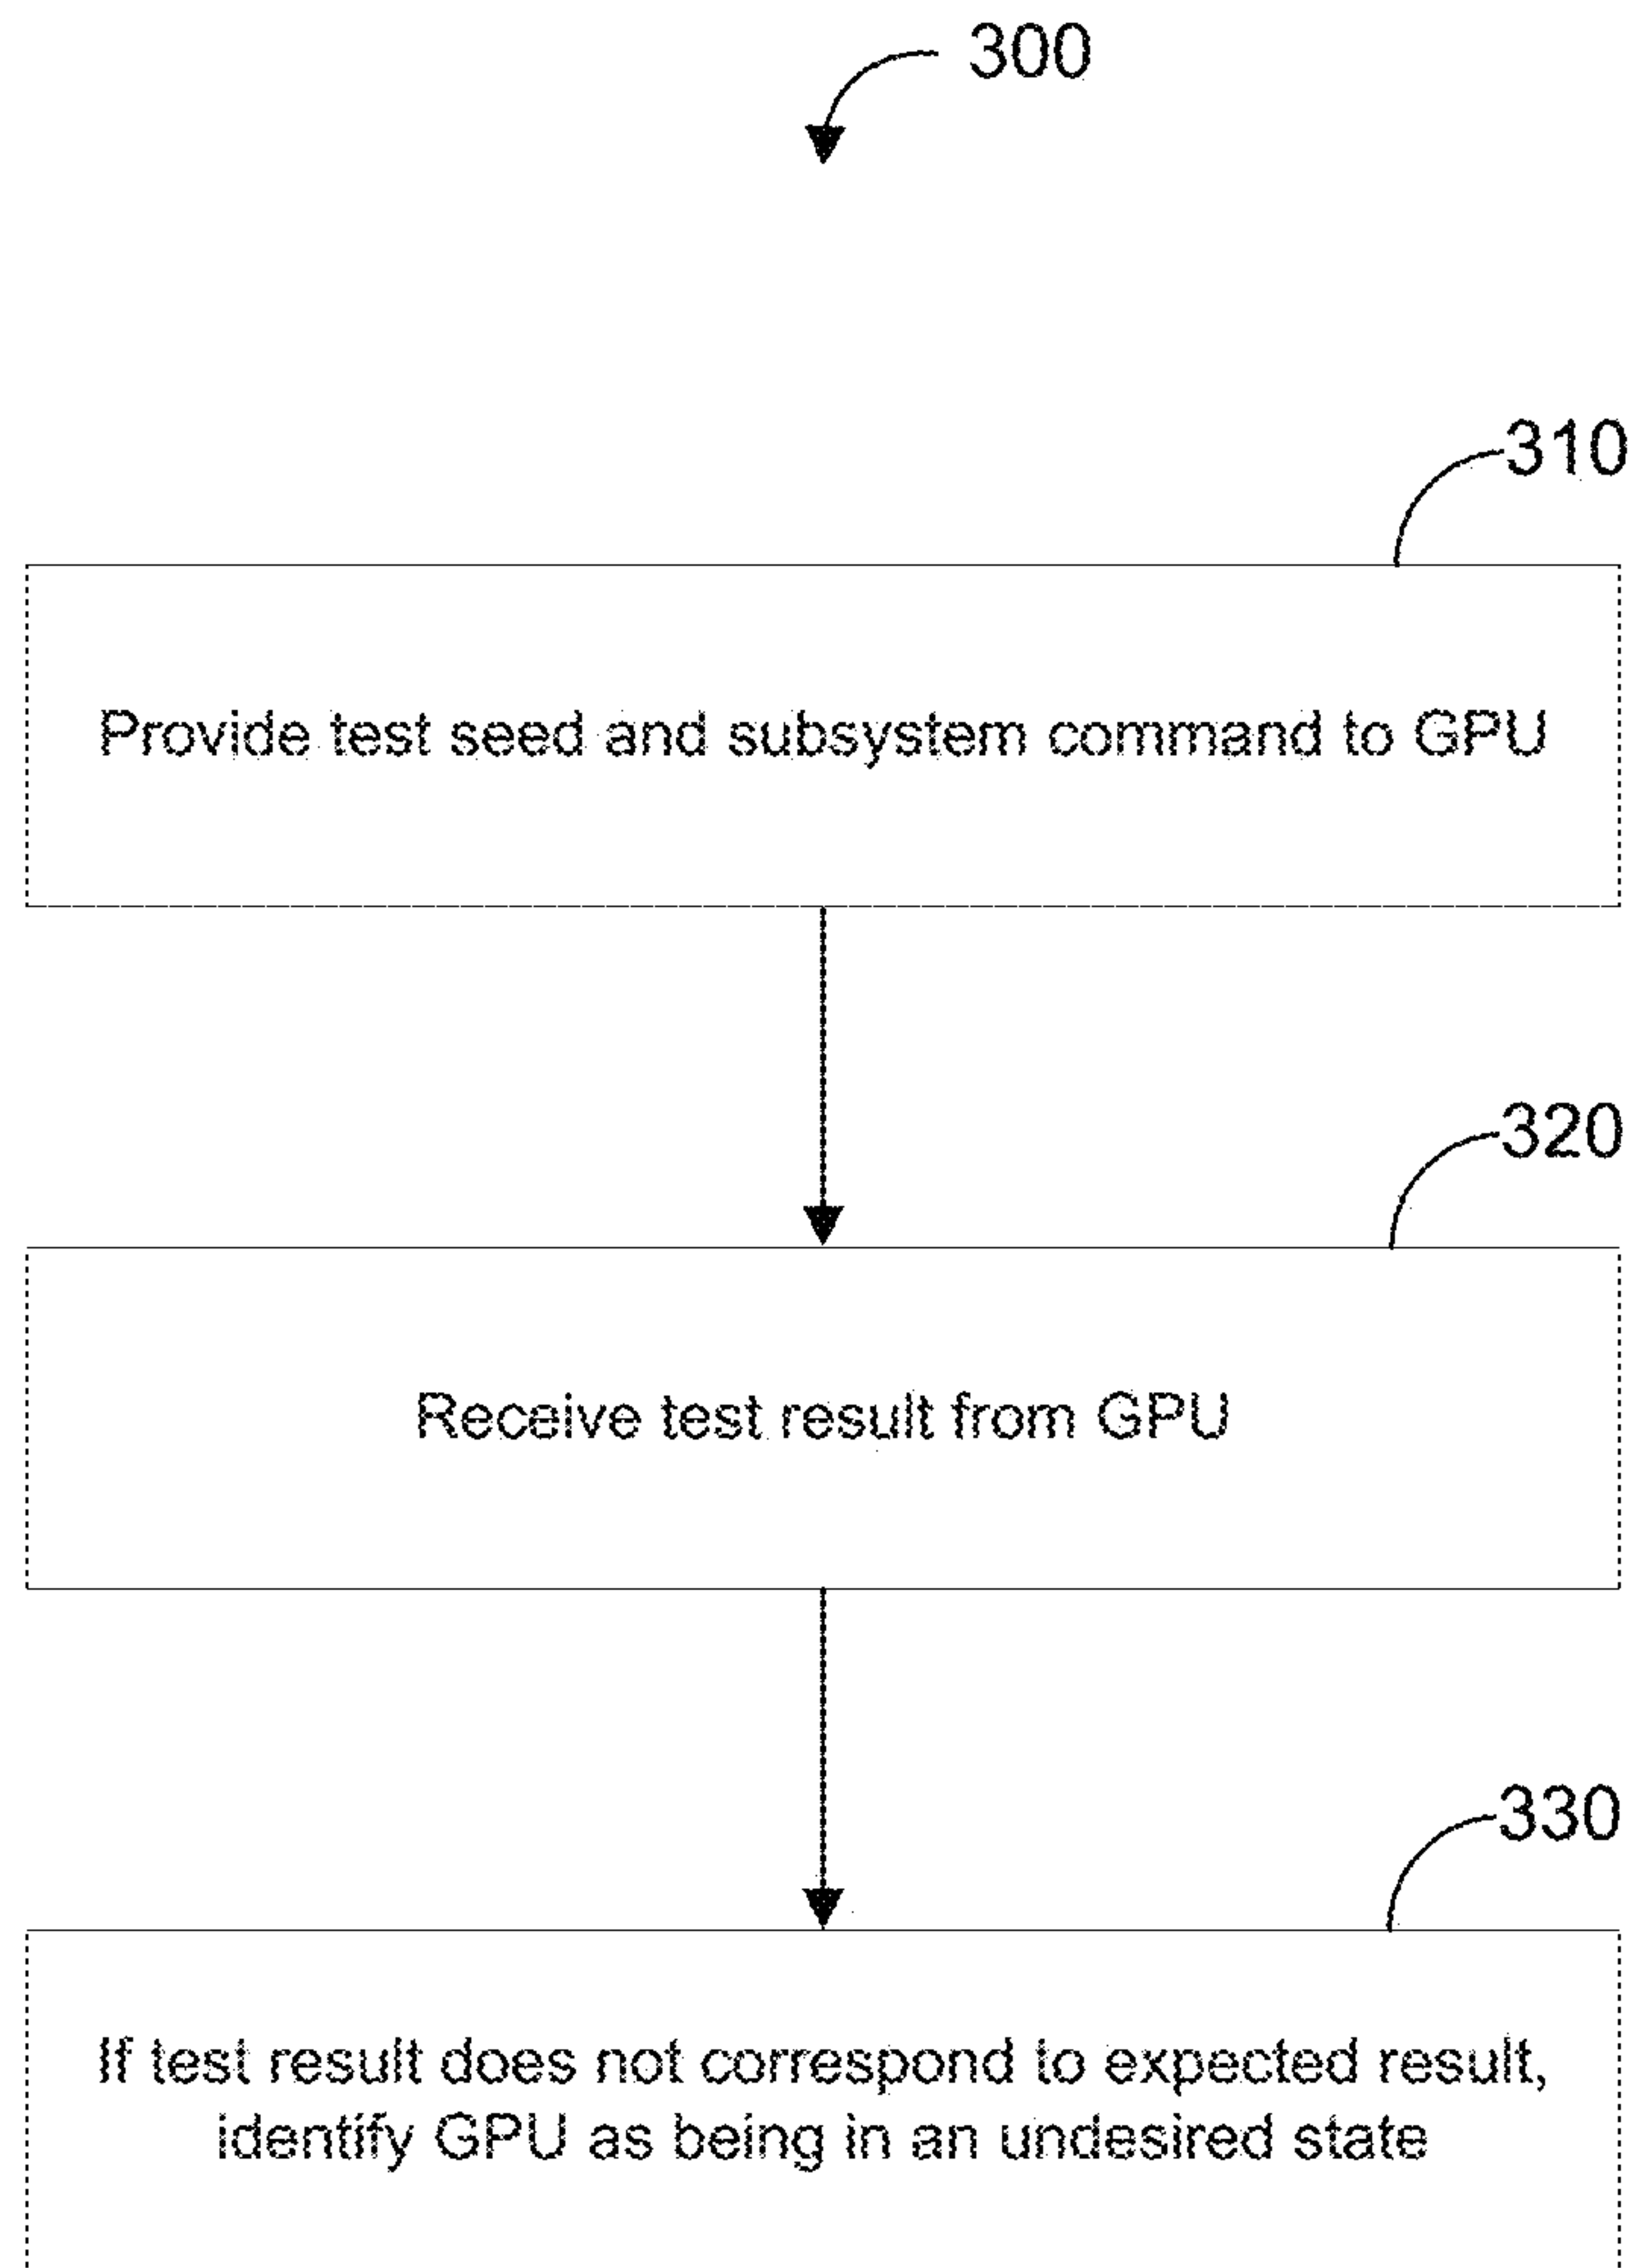 300
310
Provide test seed and subsystem command to GPU
320
Receive test result from GPU
330
If test result does not correspond to expected result,
identify GPU as being in an undesired state